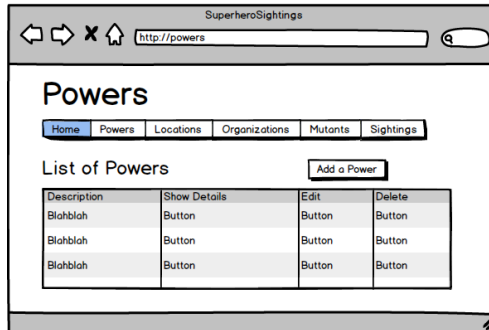 SuperheroSightings
http://powers
Powers
Home Powers Locations Organizations Mutants Sightings
List of Powers Add a Power
Description Show Details Edit Delete
Blahblah Button Button Button
Blahblah Button Button Button
Blahblah Button Button Button